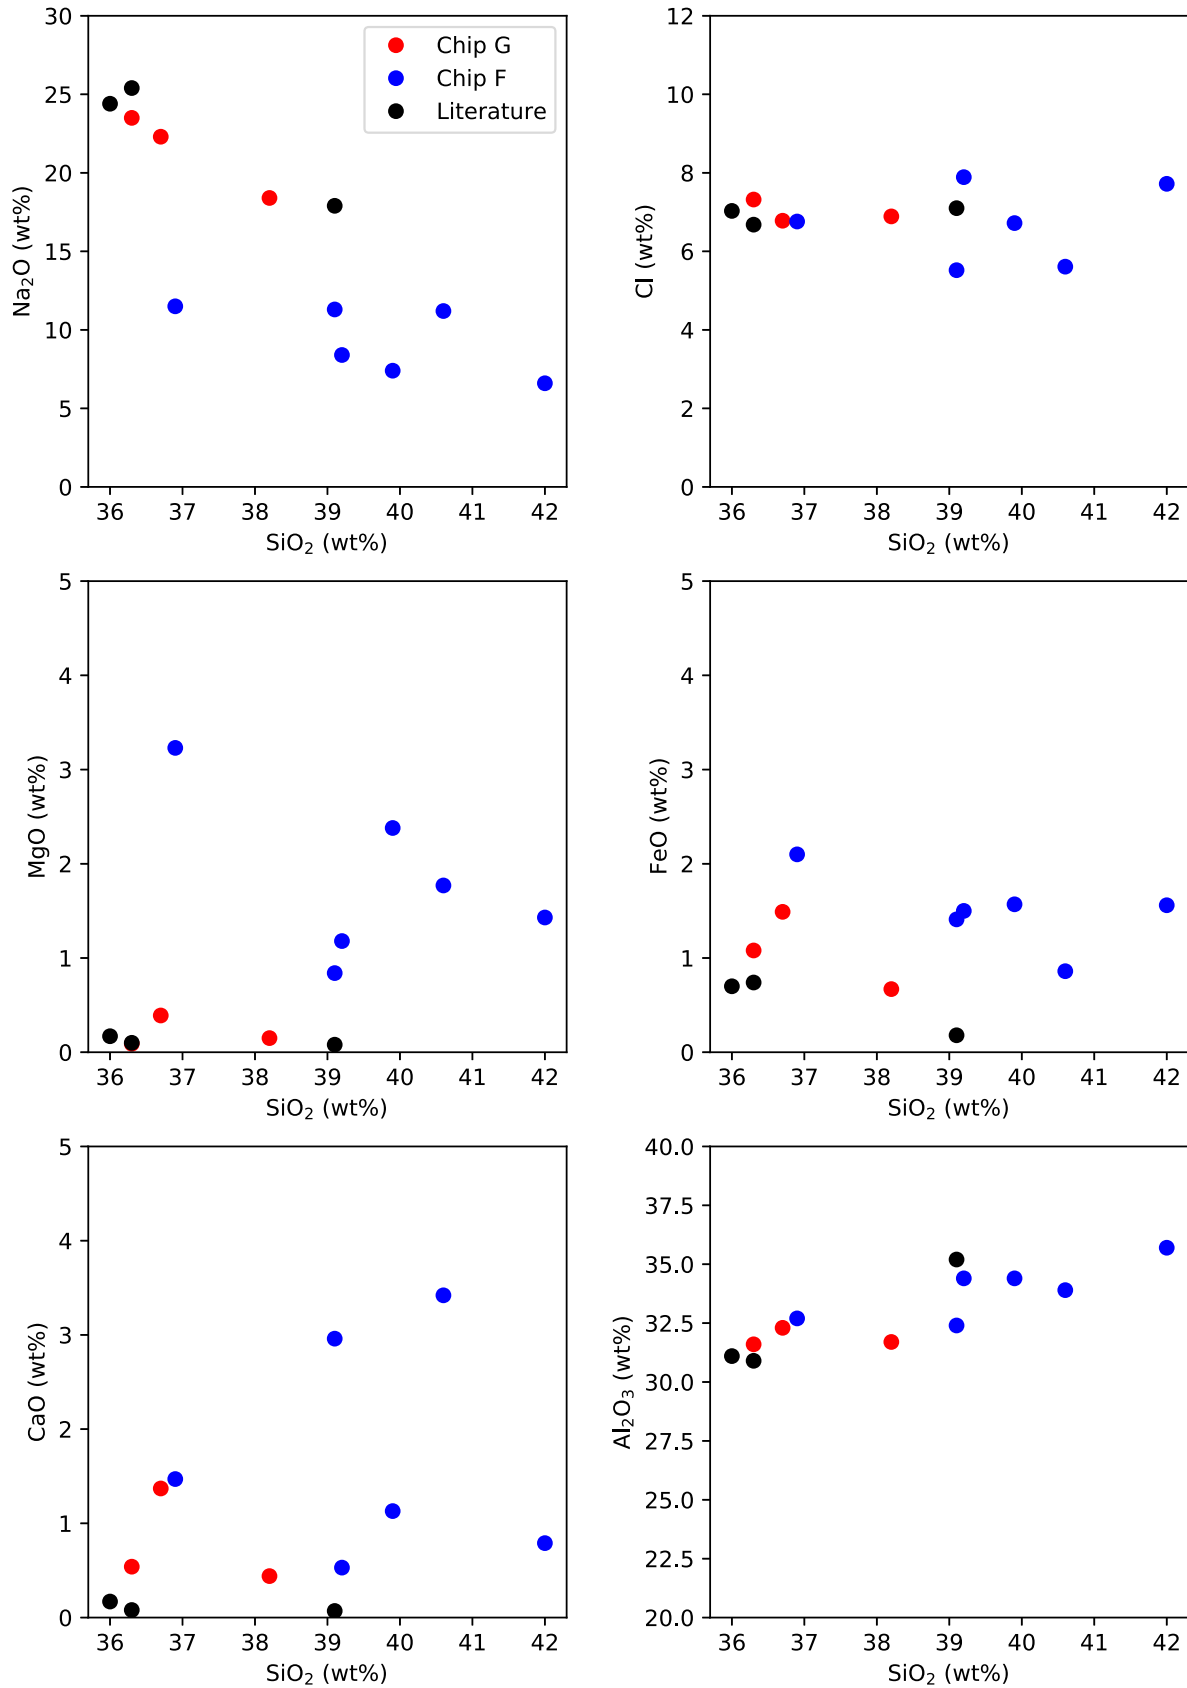 30
25
20
15
10
5
0
Na₂O (wt%)
Chip G
Chip F
Literature
36 37 38 39 40 41 42
SiO₂ (wt%)
12
10
8
6
4
2
0
Cl (wt%)
36 37 38 39 40 41 42
SiO₂ (wt%)
5
4
3
2
1
0
MgO (wt%)
36 37 38 39 40 41 42
SiO₂ (wt%)
5
4
3
2
1
0
FeO (wt%)
36 37 38 39 40 41 42
SiO₂ (wt%)
5
4
3
2
1
0
CaO (wt%)
36 37 38 39 40 41 42
SiO₂ (wt%)
40.0
37.5
35.0
32.5
30.0
27.5
25.0
22.5
20.0
Al₂O₃ (wt%)
36 37 38 39 40 41 42
SiO₂ (wt%)